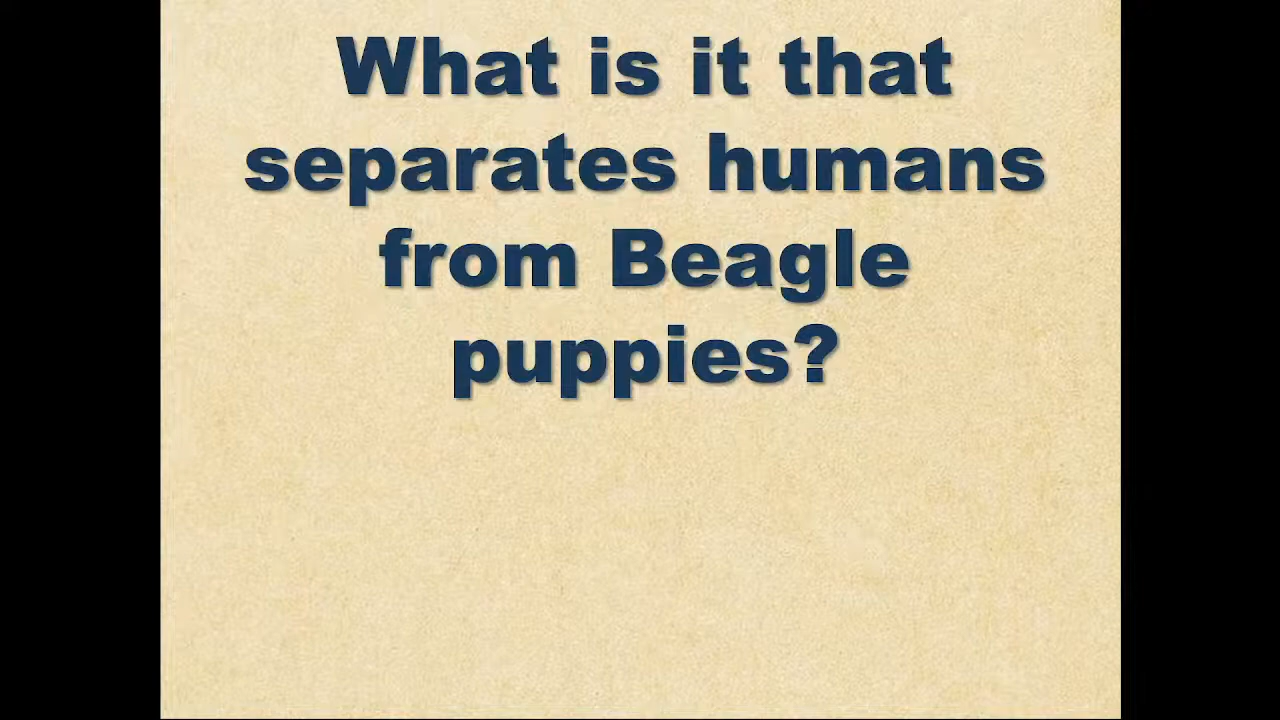 What is it that
separates humans
from Beagle
puppies?